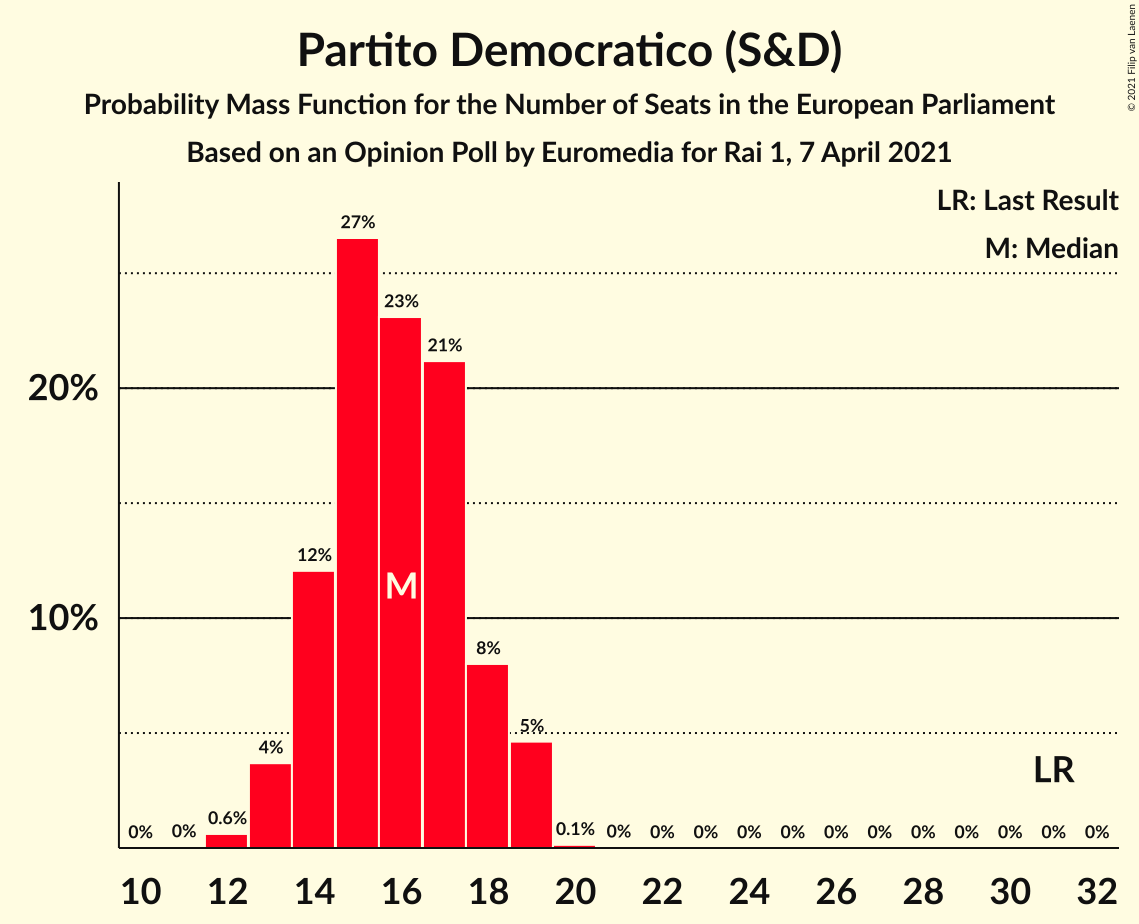 Partito Democratico (S&D)
Probability Mass Function for the Number of Seats in the European Parliament
Based on an Opinion Poll by Euromedia for Rai 1, 7 April 2021
© 2021 Filip van Laenen
LR: Last Result
M: Median
20%
10%
0% 0% 0.6% 4% 12% 27% 23% 21% 8% 5% 0.1% 0% 0% 0% 0% 0% 0% 0% 0% 0% 0% 0% 0%
M
LR
10 12 14 16 18 20 22 24 26 28 30 32